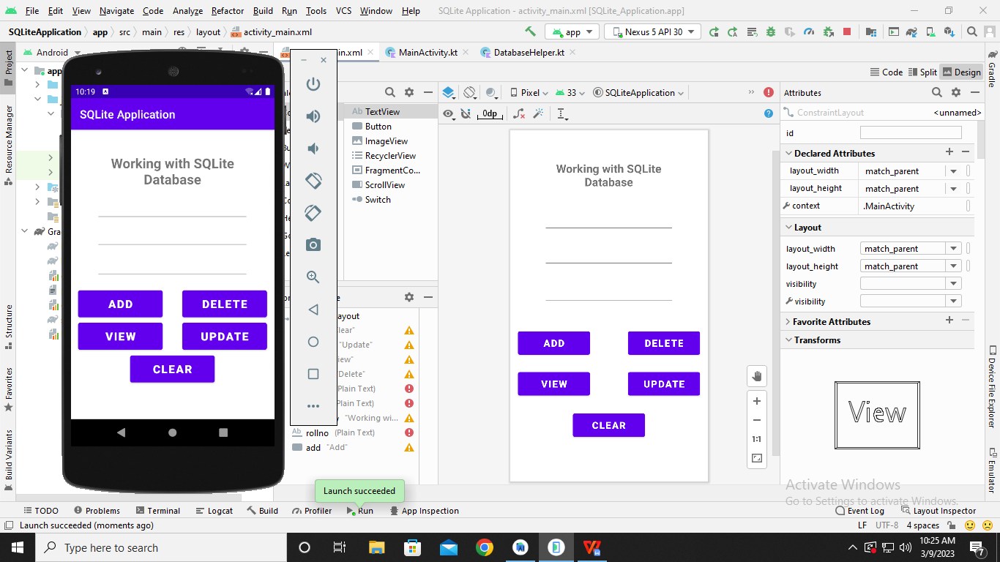 File Edit View Navigate Code Analyze Refactor Build Run Tools VCS Window Help SQLite Application - activity_main.xml [SQLite_Application.app]
SQLiteApplication app src main res layout activity_main.xml app Nexus 5 API 30
Android MainActivity.kt DatabaseHelper.kt
Code Split Design
Project
Resource Manager
Structure
Favorites
Build Variants
app
10:19
SQLite Application
Working with SQLite
Database
ADD DELETE
VIEW UPDATE
CLEAR
Ab TextView
Button
ImageView
RecyclerView
FragmentCo...
ScrollView
Switch
"Update"
"Delete"
(Plain Text)
(Plain Text)
"Working wi...
Ab rollno (Plain Text)
add "Add"
Pixel 33 SQLiteApplication
0dp
Working with SQLite
Database
ADD DELETE
VIEW UPDATE
CLEAR
1:1
Attributes
ConstraintLayout <unnamed>
id
Declared Attributes
layout_width match_parent
layout_height match_parent
context .MainActivity
Layout
layout_width match_parent
layout_height match_parent
visibility
visibility
Favorite Attributes
Transforms
View
Gradle
Device File Explorer
Emulator
Activate Windows
Go to Settings to activate Windows.
Launch succeeded
TODO Problems Terminal Logcat Build Profiler Run App Inspection Event Log Layout Inspector
Launch succeeded (moments ago) LF UTF-8 4 spaces
Type here to search
10:25 AM
3/9/2023
7